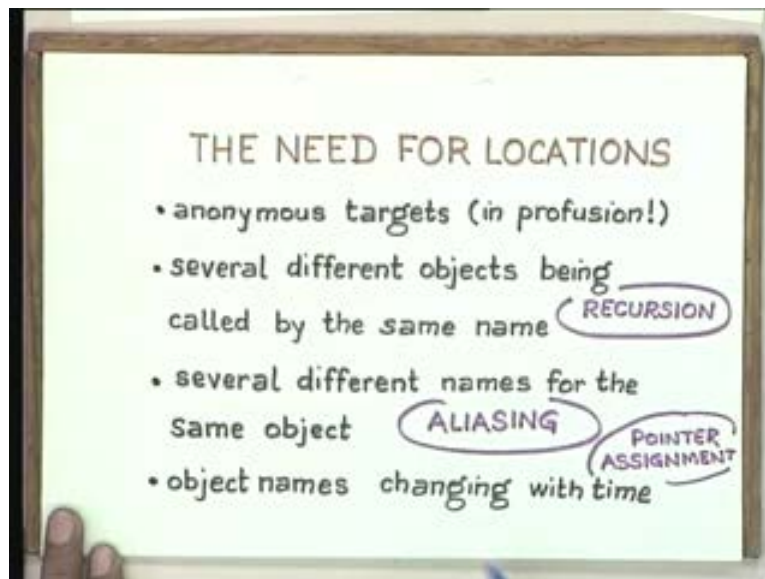 THE NEED FOR LOCATIONS
• anonymous targets (in profusion!)
• several different objects being
called by the same name RECURSION
• several different names for the
same object ALIASING
POINTER
ASSIGNMENT
• object names changing with time